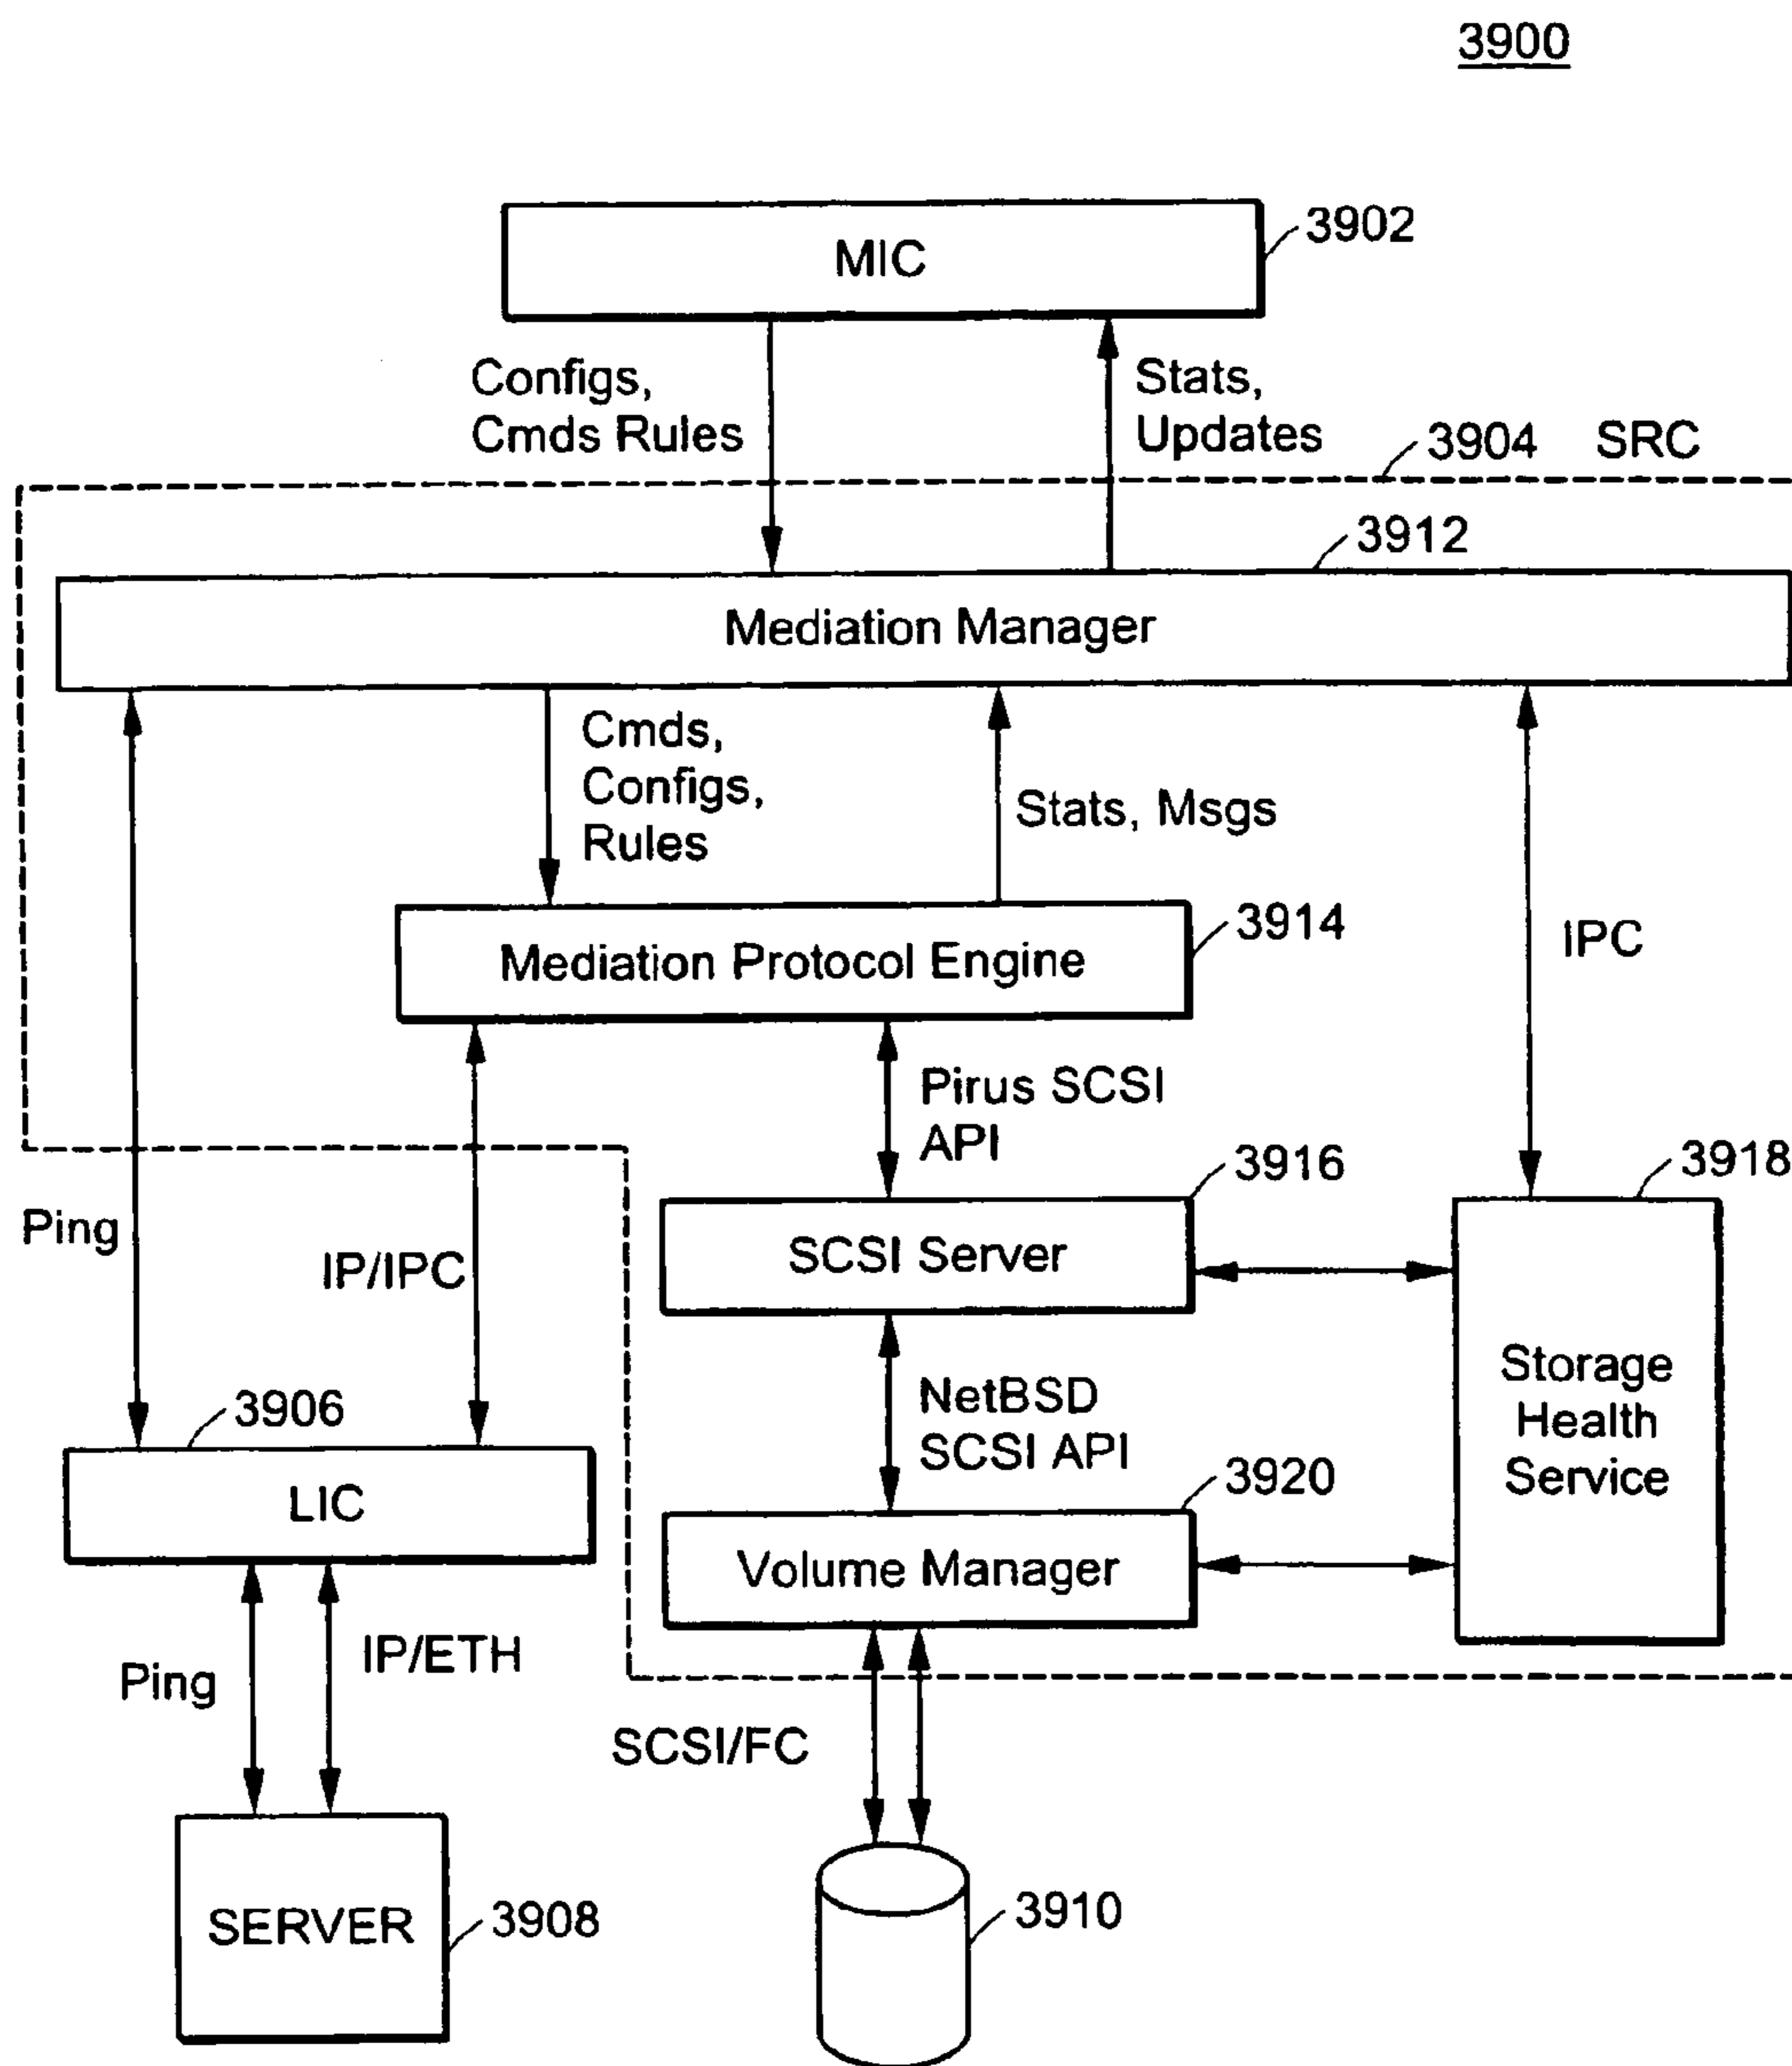 3900
MIC
3902
Configs,
Cmds Rules
Stats,
Updates
3904
SRC
3912
Mediation Manager
Cmds,
Configs,
Rules
Stats, Msgs
3914
Mediation Protocol Engine
IPC
Pirus SCSI
API
3916
3918
Ping
IP/IPC
SCSI Server
Storage
Health
Service
3906
NetBSD
SCSI API
3920
LIC
Volume Manager
Ping
IP/ETH
SCSI/FC
SERVER
3908
3910